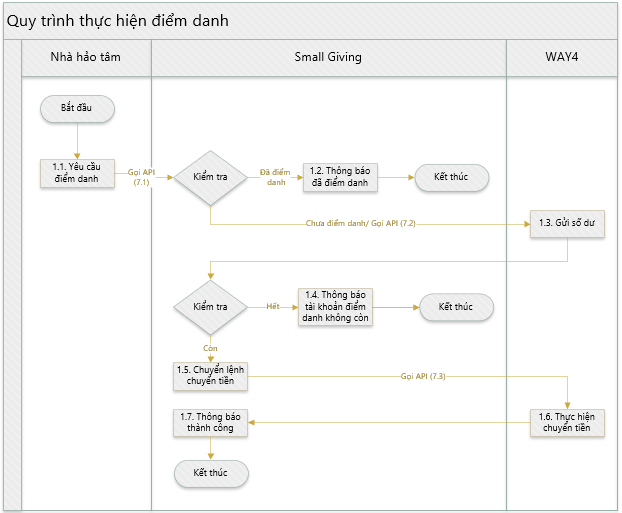 Quy trình thực hiện điểm danh
Nhà hảo tâm
Small Giving
WAY4
Bắt đầu
1.1. Yêu cầu
điểm danh
Gọi API
(7.1)
Kiểm tra
Đã điểm
danh
1.2. Thông báo
đã điểm danh
Kết thúc
Chưa điểm danh/ Gọi API (7.2)
1.3. Gửi số dư
Kiểm tra
Hết
1.4. Thông báo
tài khoản điểm
danh không còn
Kết thúc
Còn
1.5. Chuyển lệnh
chuyển tiền
Gọi API (7.3)
1.6. Thực hiện
chuyển tiền
1.7. Thông báo
thành công
Kết thúc